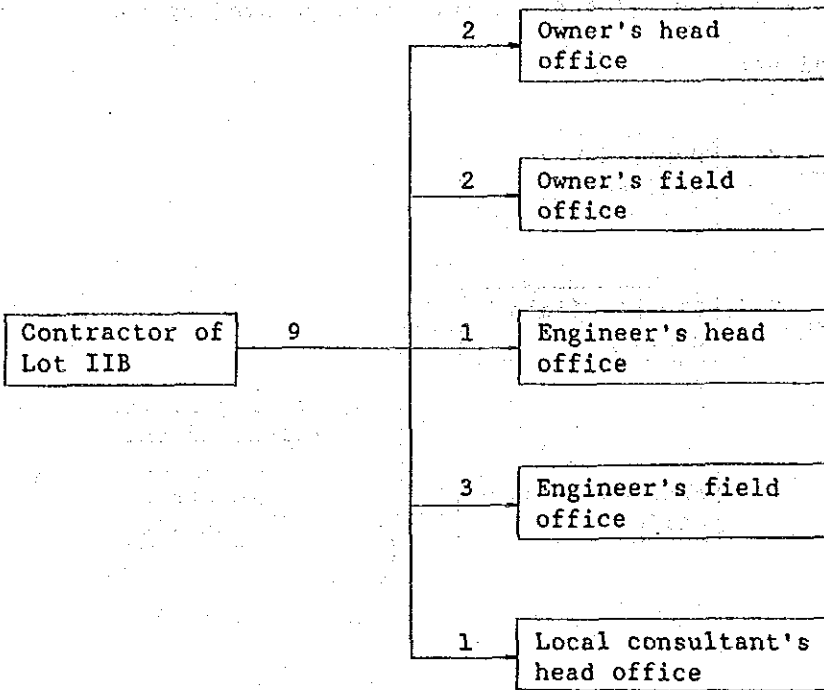 2
Owner's head
office
2
Owner's field
office
Contractor of
Lot IIB
9
1
Engineer's head
office
3
Engineer's field
office
1
Local consultant's
head office